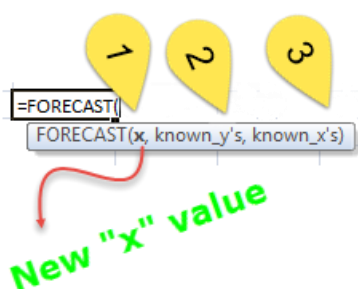 1 2 3
=FORECAST(
FORECAST(x, known_y's, known_x's)
New "x" value